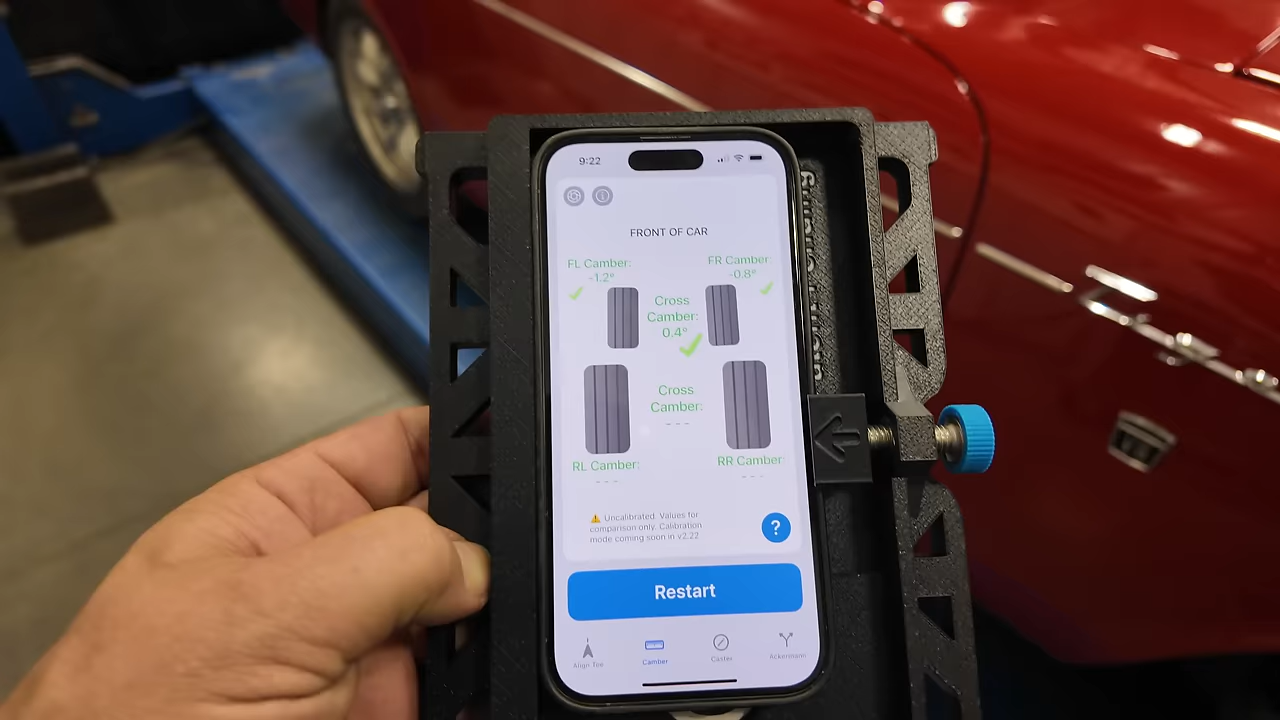 9:22
FRONT OF CAR
FL Camber:
-1.2°
FR Camber:
-0.8°
Cross
Camber:
0.4°
Cross
Camber:
- - -
RL Camber:
- - -
RR Camber:
- - -
⚠️ Uncalibrated. Values for
comparison only. Calibration
mode coming soon in v2.22
?
Restart
Align Toe
Camber
Caster
Ackermann